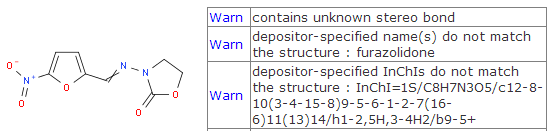 Warn contains unknown stereo bond
Warn depositor-specified name(s) do not match
the structure : furazolidone
Warn depositor-specified InChIs do not match
the structure : InChI=1S/C8H7N3O5/c12-8-
10(3-4-15-8)9-5-6-1-2-7(16-
6)11(13)14/h1-2,5H,3-4H2/b9-5+
O⁻
N⁺
O
O
N
N
O
O